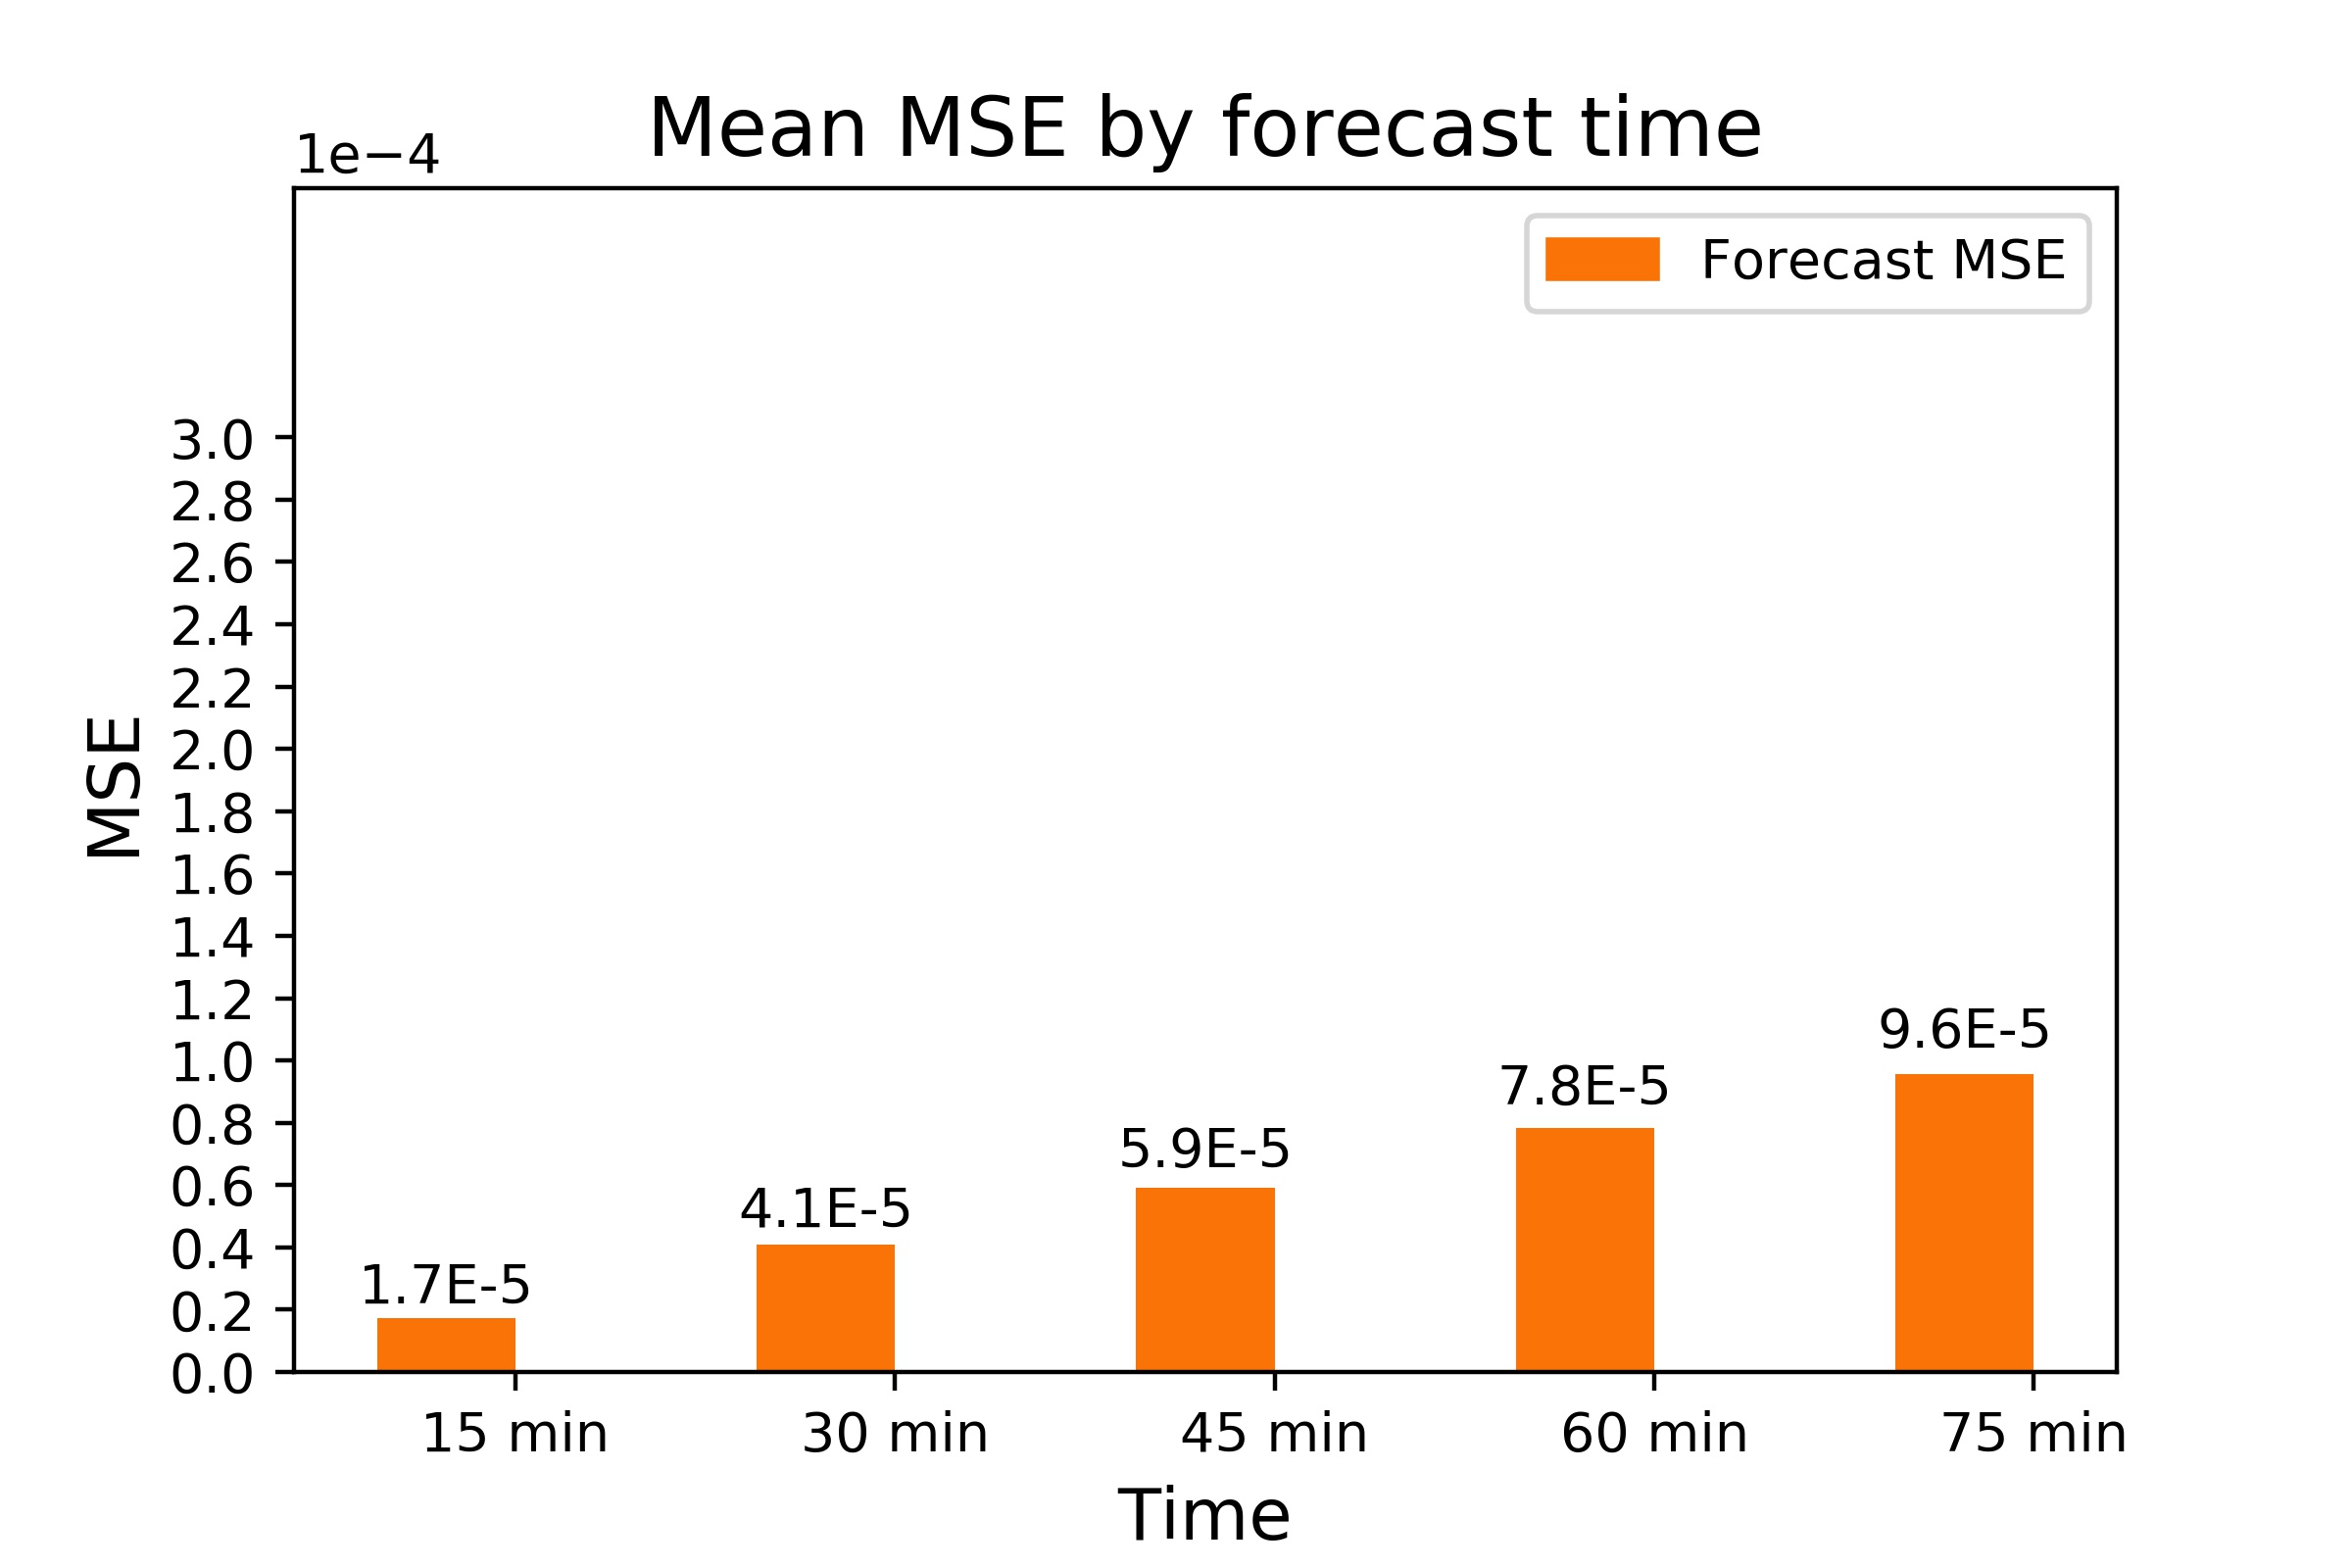 Mean MSE by forecast time
1e−4
Forecast MSE
3.0
2.8
2.6
2.4
2.2
2.0
1.8
1.6
1.4
1.2
1.0
0.8
0.6
0.4
0.2
0.0
MSE
1.7E-5
4.1E-5
5.9E-5
7.8E-5
9.6E-5
15 min
30 min
45 min
60 min
75 min
Time